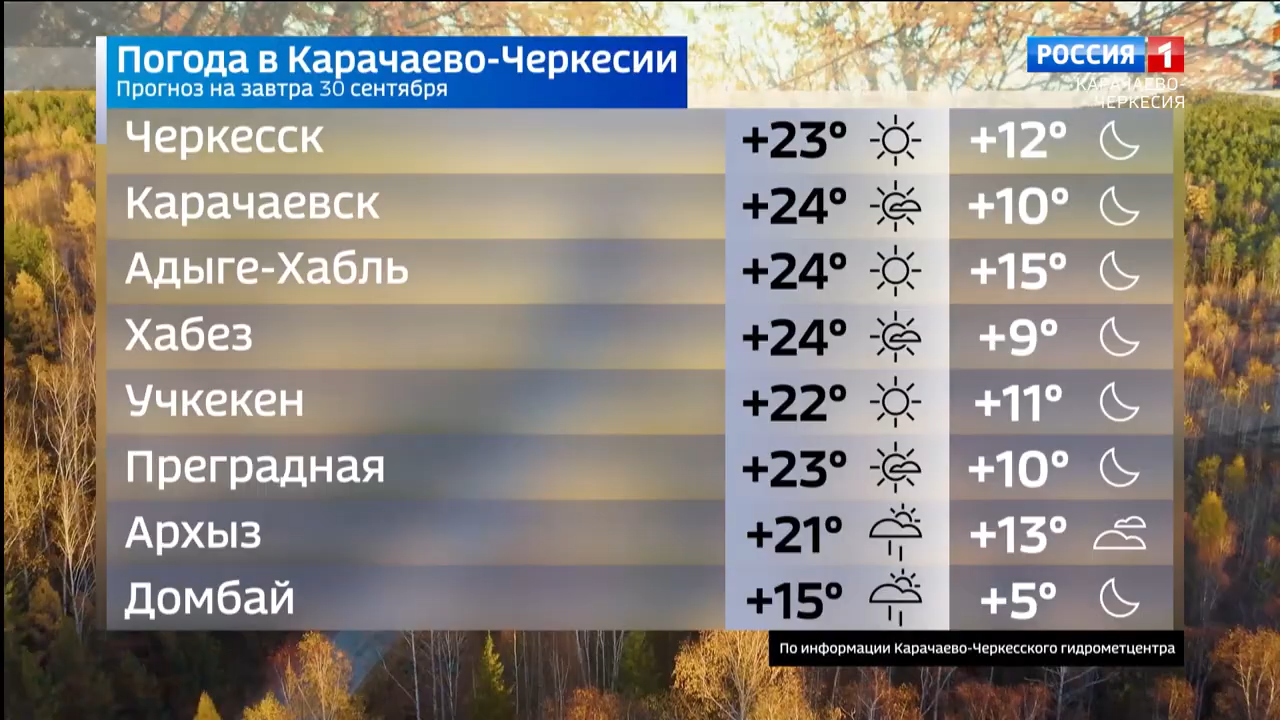 Погода в Карачаево-Черкесии
Прогноз на завтра 30 сентября
РОССИЯ 1
КАРАЧАЕВО-
ЧЕРКЕСИЯ
Черкесск +23° +12°
Карачаевск +24° +10°
Адыге-Хабль +24° +15°
Хабез +24° +9°
Учкекен +22° +11°
Преградная +23° +10°
Архыз +21° +13°
Домбай +15° +5°
По информации Карачаево-Черкесского гидрометцентра